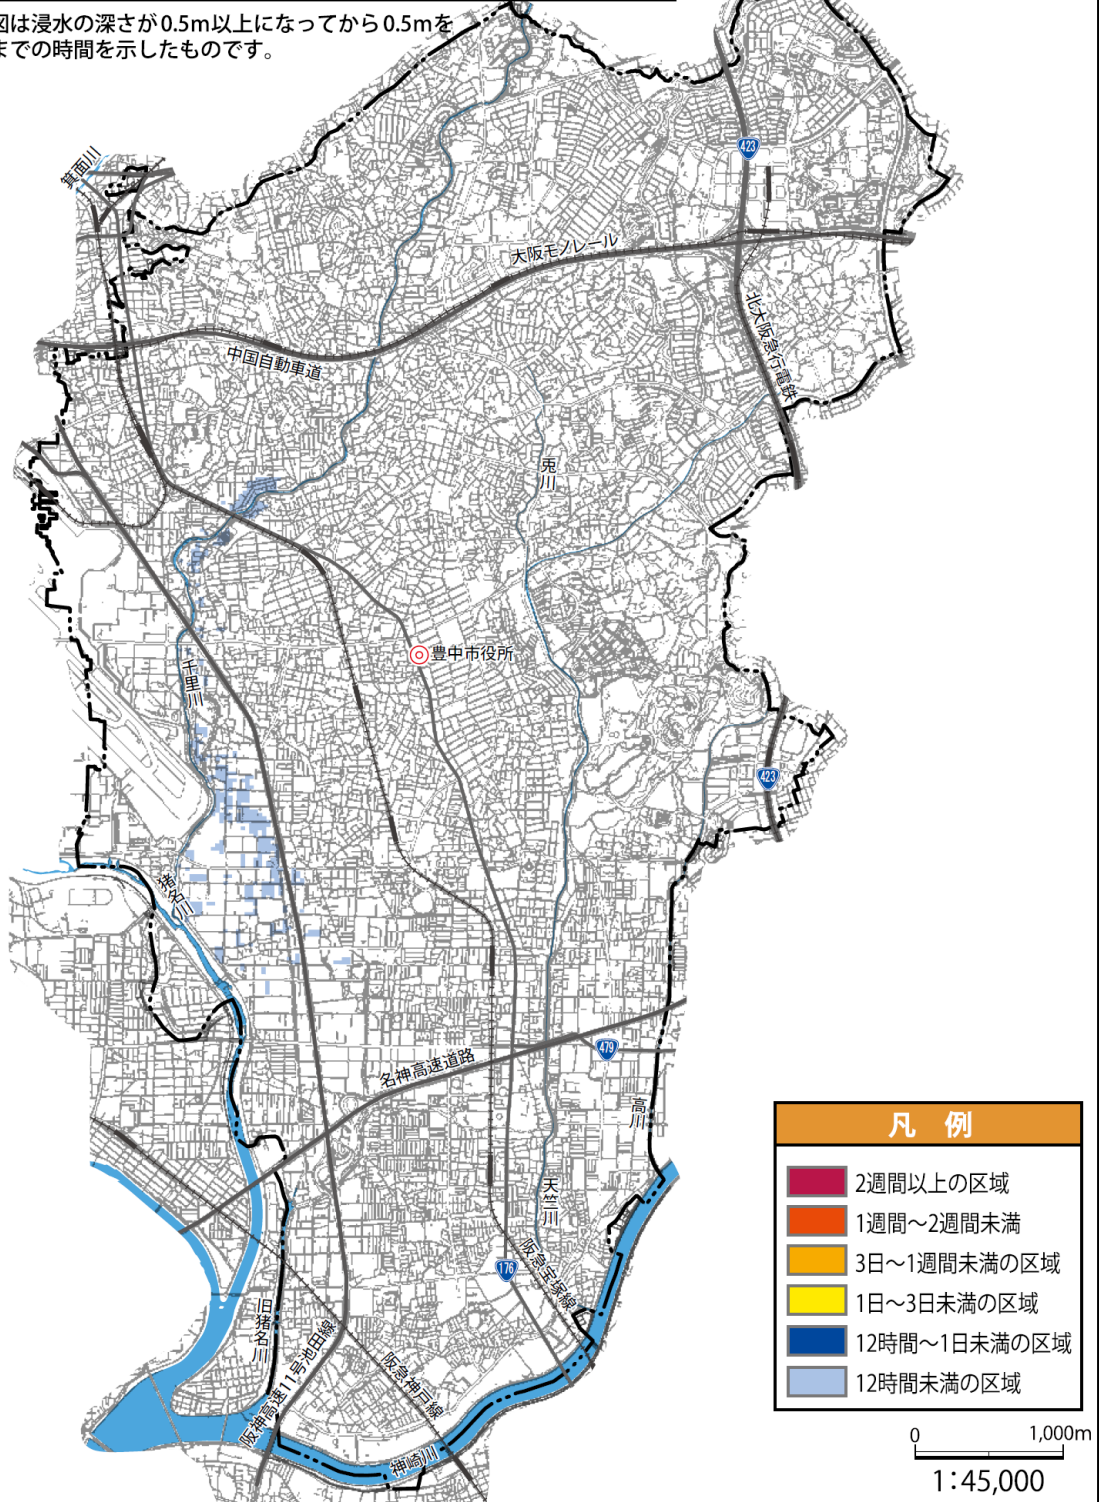 図は浸水の深さが0.5m以上になってから0.5mを
までの時間を示したものです。
423
箕面川
大阪モノレール
北大阪急行電鉄
中国自動車道
兎川
豊中市役所
千里川
423
猪名川
479
名神高速道路
高川
天竺川
阪急宝塚線
176
旧猪名川
阪神高速11号池田線
阪急神戸線
神崎川
凡 例
2週間以上の区域
1週間～2週間未満
3日～1週間未満の区域
1日～3日未満の区域
12時間～1日未満の区域
12時間未満の区域
0 1,000m
1：45,000